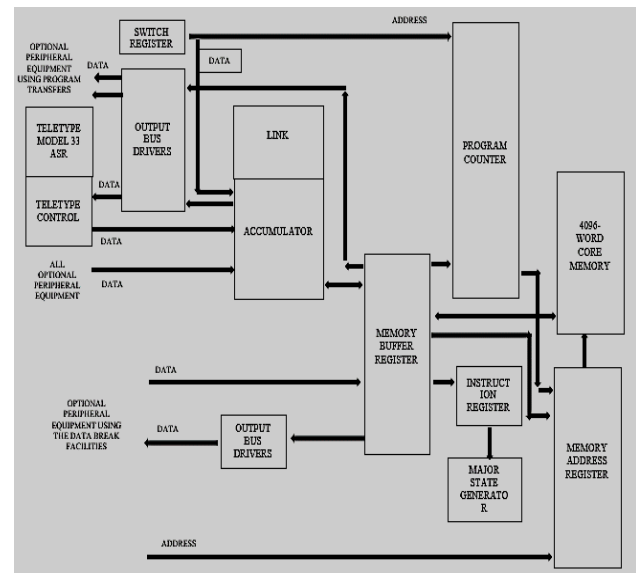 ADDRESS
SWITCH
REGISTER
OPTIONAL
PERIPHERAL
EQUIPMENT
USING PROGRAM
TRANSFERS
DATA
DATA
OUTPUT
BUS
DRIVERS
TELETYPE
MODEL 33
ASR
LINK
PROGRAM
COUNTER
DATA
TELETYPE
CONTROL
DATA
ACCUMULATOR
4096-
WORD
CORE
MEMORY
ALL
OPTIONAL
PERIPHERAL
EQUIPMENT
DATA
MEMORY
BUFFER
REGISTER
DATA
INSTRUCT
ION
REGISTER
OPTIONAL
PERIPHERAL
EQUIPMENT USING
THE DATA BREAK
FACILITIES
DATA
OUTPUT
BUS
DRIVERS
MEMORY
ADDRESS
REGISTER
MAJOR
STATE
GENERATO
R
ADDRESS